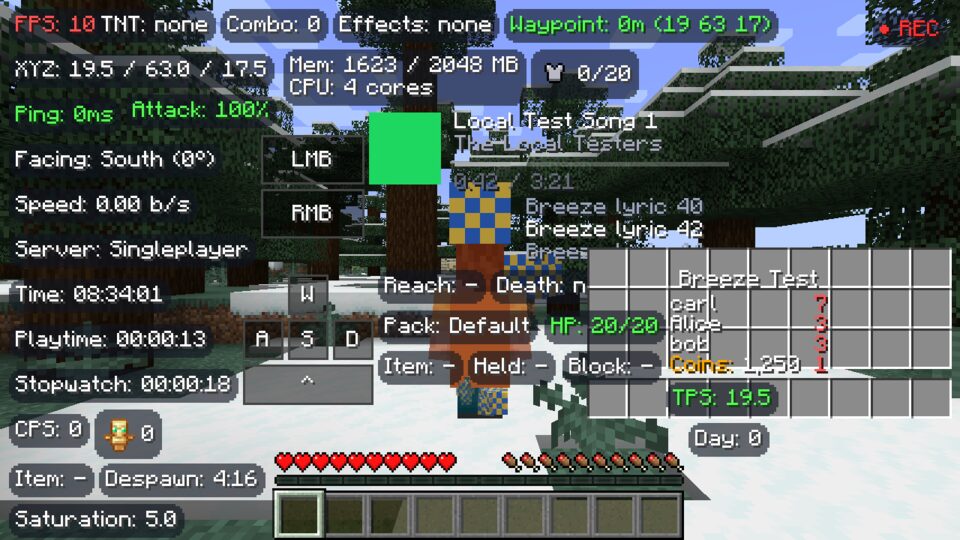 FPS: 10 TNT: none Combo: 0 Effects: none Waypoint: 0m (19 63 17) REC
XYZ: 19.5 / 63.0 / 17.5
Mem: 1623 / 2048 MB
CPU: 4 cores
0/20
Ping: 0ms Attack: 100%
Local Test Song 1
The Local Testers
0:42 / 3:21
Breeze lyric 40
Breeze lyric 42
Breeze
Facing: South (0°)
LMB
RMB
Speed: 0.00 b/s
Server: Singleplayer
Time: 08:34:01
Playtime: 00:00:13
Stopwatch: 00:00:18
W
A S D
^
Reach: - Death: n
Pack: Default HP: 20/20
Item: - Held: - Block: -
Breeze Test
carl 7
Alice 3
bob 3
Coins: 1,250 1
TPS: 19.5
Day: 0
CPS: 0 0
Item: - Despawn: 4:16
Saturation: 5.0